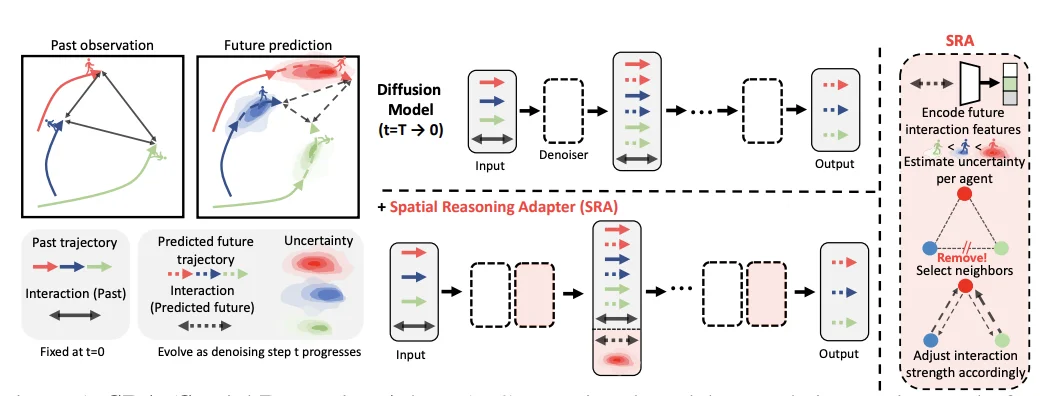 Past observation
Future prediction
Past trajectory
Interaction (Past)
Fixed at t=0
Predicted future
trajectory
Interaction
(Predicted future)
Uncertainty
Evolve as denoising step t progresses
Diffusion
Model
(t=T → 0)
Input
Denoiser
...
Output
+ Spatial Reasoning Adapter (SRA)
Input
...
Output
SRA
Encode future
interaction features
< <
Estimate uncertainty
per agent
Remove!
Select neighbors
Adjust interaction
strength accordingly